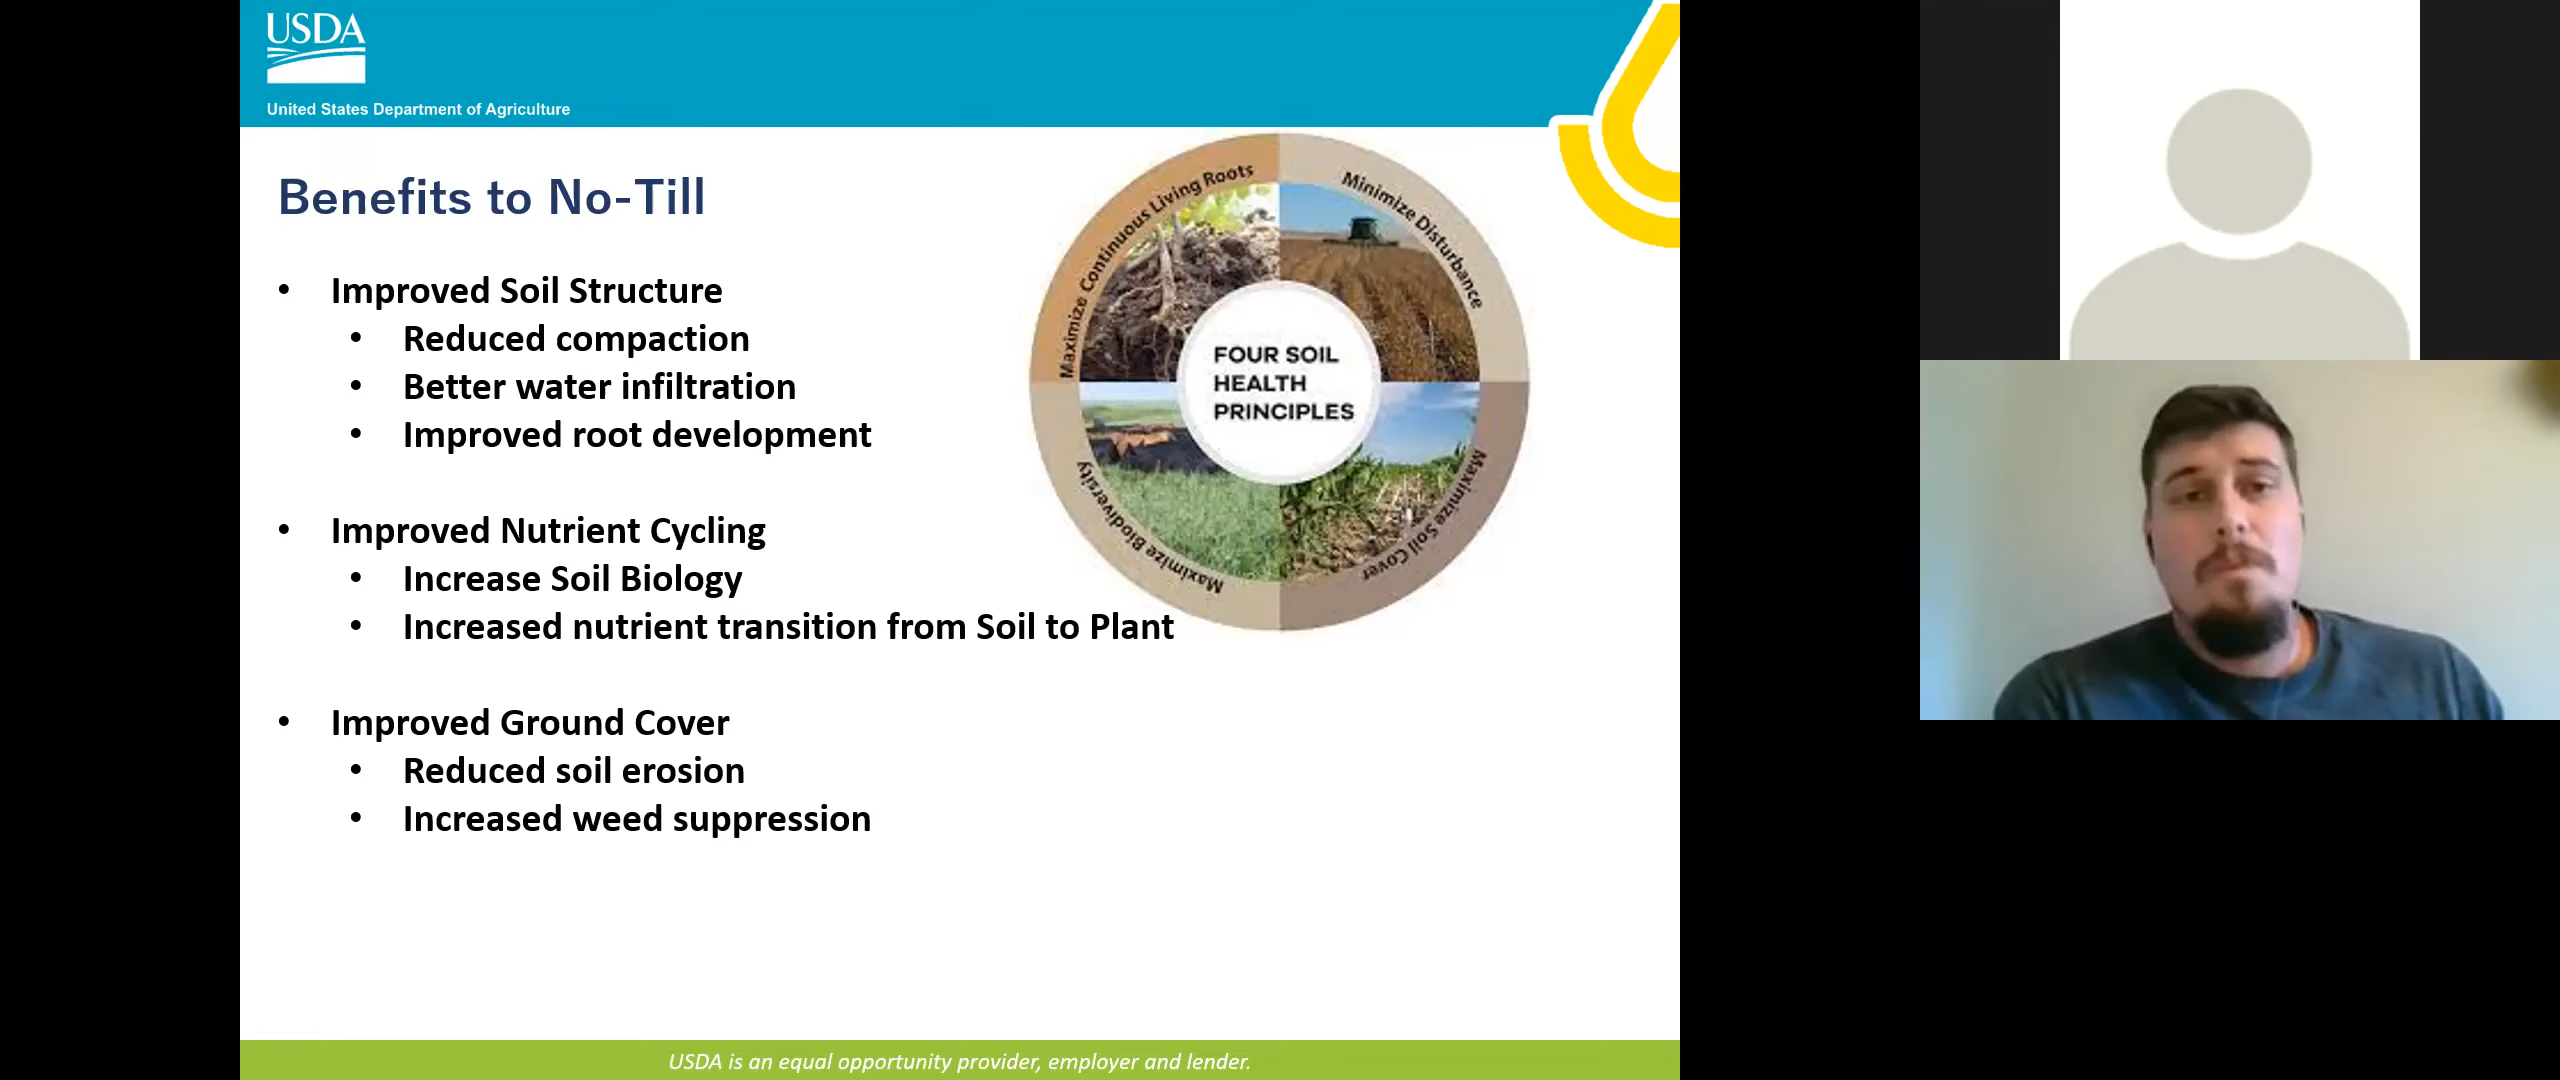 USDA
United States Department of Agriculture
Benefits to No-Till
• Improved Soil Structure
• Reduced compaction
• Better water infiltration
• Improved root development
• Improved Nutrient Cycling
• Increase Soil Biology
• Increased nutrient transition from Soil to Plant
• Improved Ground Cover
• Reduced soil erosion
• Increased weed suppression
Maximize Continuous Living Roots
Minimize Disturbance
Maximize Soil Cover
Maximize Biodiversity
FOUR SOIL
HEALTH
PRINCIPLES
USDA is an equal opportunity provider, employer and lender.